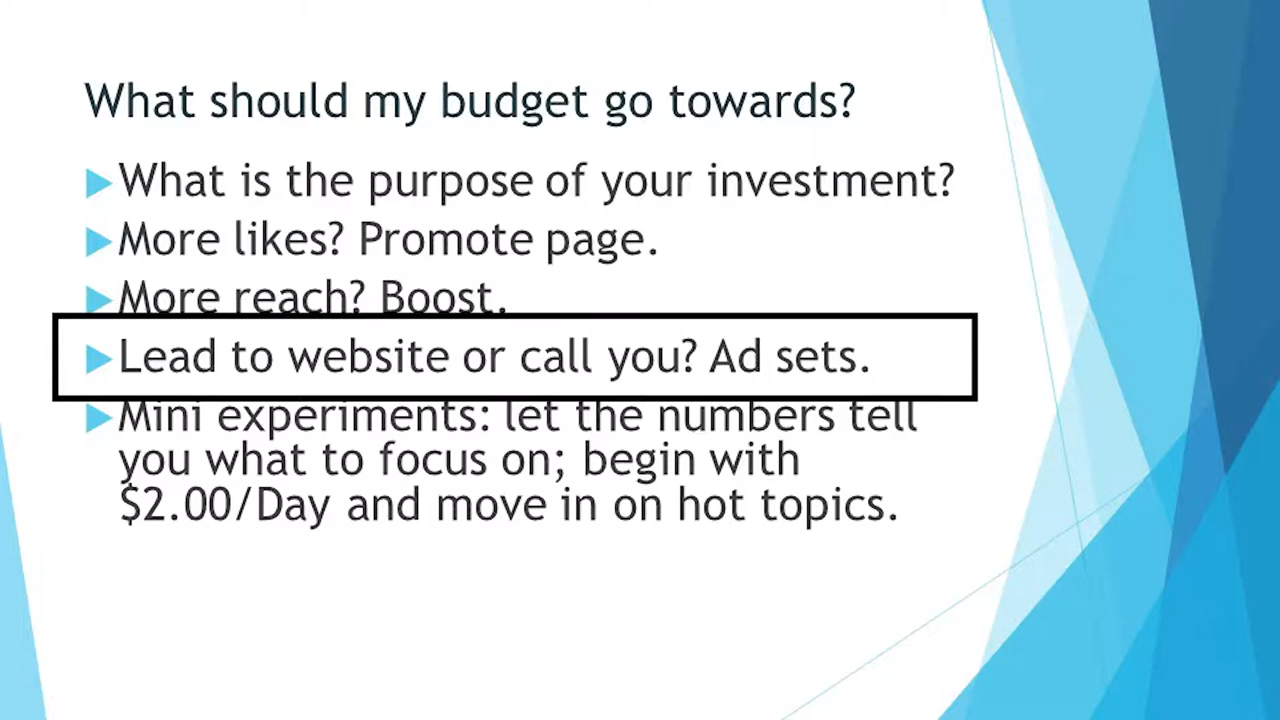 What should my budget go towards?
What is the purpose of your investment?
More likes? Promote page.
More reach? Boost.
Lead to website or call you? Ad sets.
Mini experiments: let the numbers tell
you what to focus on; begin with
$2.00/Day and move in on hot topics.